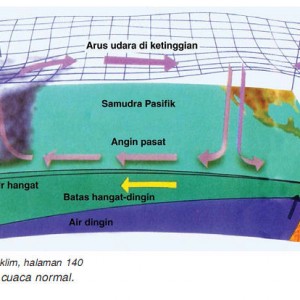 Arus udara di ketinggian
Samudra Pasifik
Angin pasat
r hangat
Batas hangat-dingin
Air dingin
klim, halaman 140
cuaca normal.